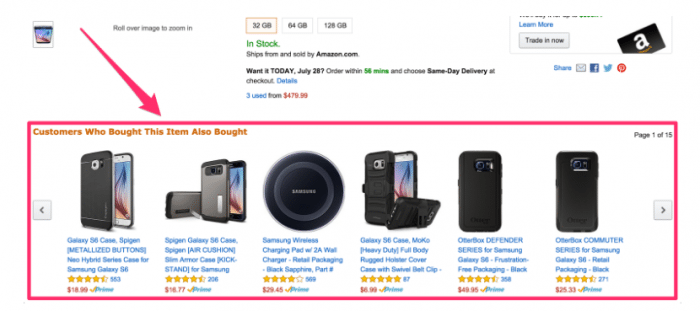 Roll over image to zoom in
32 GB 64 GB 128 GB
In Stock.
Ships from and sold by Amazon.com.
Want it TODAY, July 28? Order within 56 mins and choose Same-Day Delivery at
checkout. Details
3 used from $479.99
Learn More
Trade in now
Share
Customers Who Bought This Item Also Bought
Page 1 of 15
Galaxy S6 Case, Spigen
[METALLIZED BUTTONS]
Neo Hybrid Series Case for
Samsung Galaxy S6
553
$18.99 Prime
Spigen Galaxy S6 Case,
Spigen [AIR CUSHION]
Slim Armor Case [KICK-
STAND] for Samsung
208
$16.77 Prime
SAMSUNG
Samsung Wireless
Charging Pad w/ 2A Wall
Charger - Retail Packaging
- Black Sapphire, Part #
569
$29.45 Prime
Galaxy S6 Case, MoKo
[Heavy Duty] Full Body
Rugged Holster Cover
Case with Swivel Belt Clip -
87
$6.99 Prime
OtterBox DEFENDER
SERIES for Samsung
Galaxy S6 - Frustration-
Free Packaging - Black
358
$49.95 Prime
OtterBox COMMUTER
SERIES for Samsung
Galaxy S6 - Retail
Packaging - Black
271
$25.33 Prime